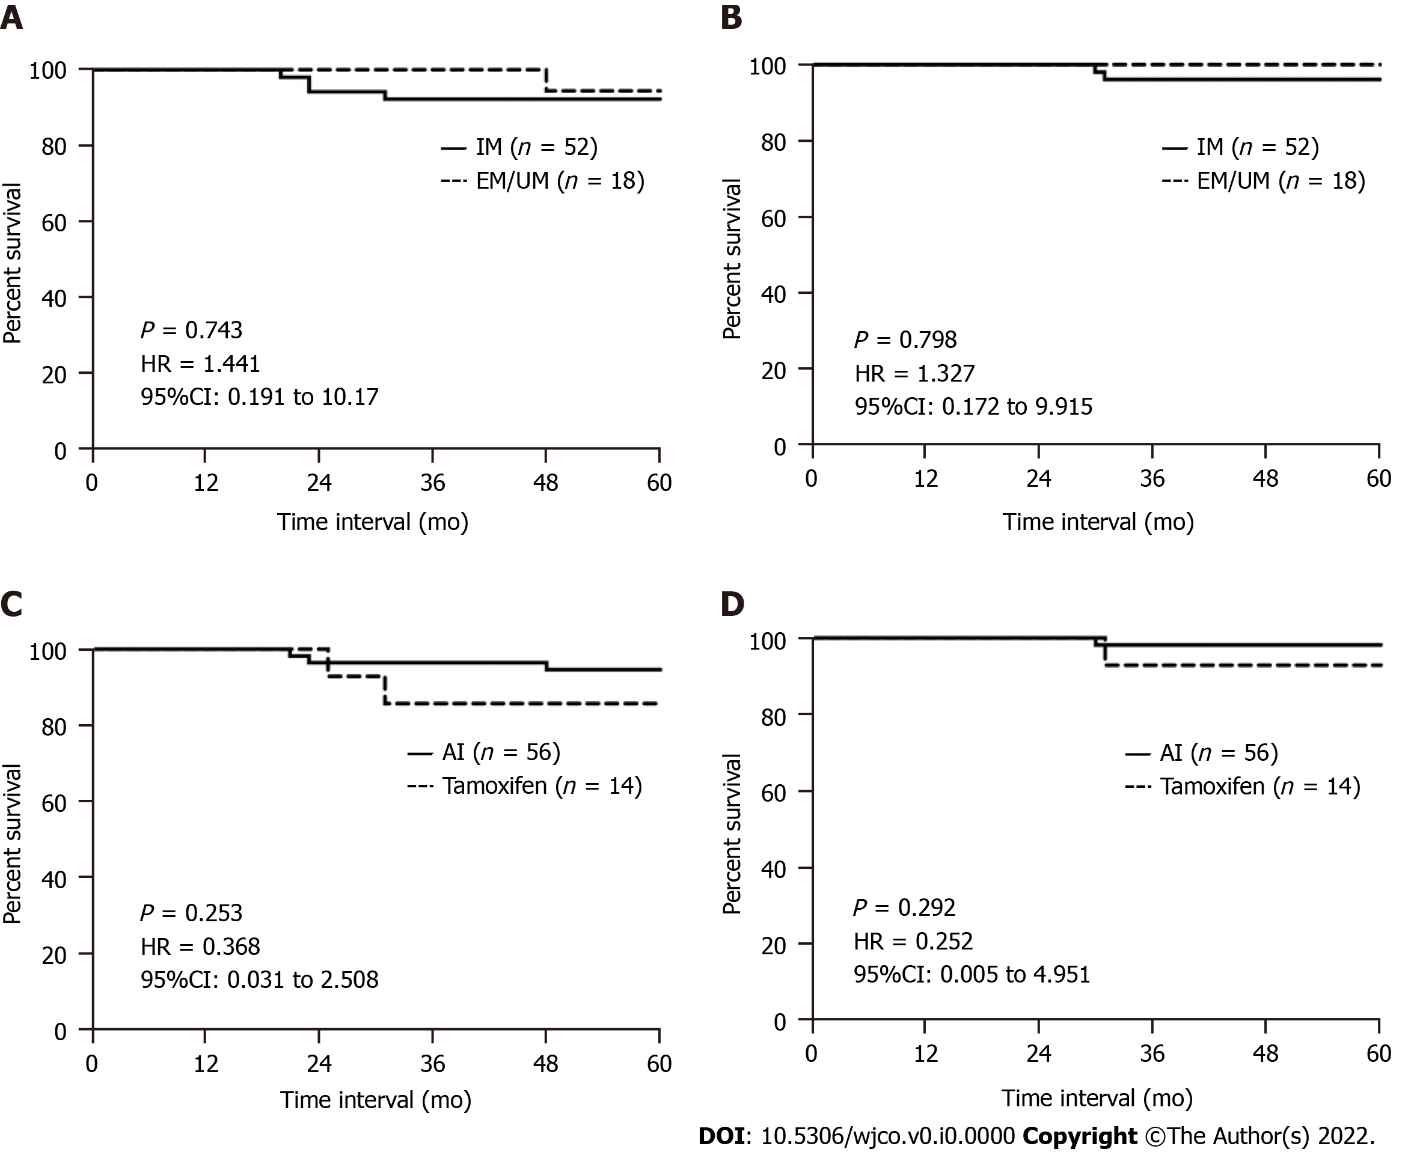 A
100
80
60
40
20
0
Percent survival
IM (n = 52)
EM/UM (n = 18)
P = 0.743
HR = 1.441
95%CI: 0.191 to 10.17
0 12 24 36 48 60
Time interval (mo)
B
100
80
60
40
20
0
Percent survival
IM (n = 52)
EM/UM (n = 18)
P = 0.798
HR = 1.327
95%CI: 0.172 to 9.915
0 12 24 36 48 60
Time interval (mo)
C
100
80
60
40
20
0
Percent survival
AI (n = 56)
Tamoxifen (n = 14)
P = 0.253
HR = 0.368
95%CI: 0.031 to 2.508
0 12 24 36 48 60
Time interval (mo)
D
100
80
60
40
20
0
Percent survival
AI (n = 56)
Tamoxifen (n = 14)
P = 0.292
HR = 0.252
95%CI: 0.005 to 4.951
0 12 24 36 48 60
Time interval (mo)
DOI: 10.5306/wjco.v0.i0.0000 Copyright ©The Author(s) 2022.